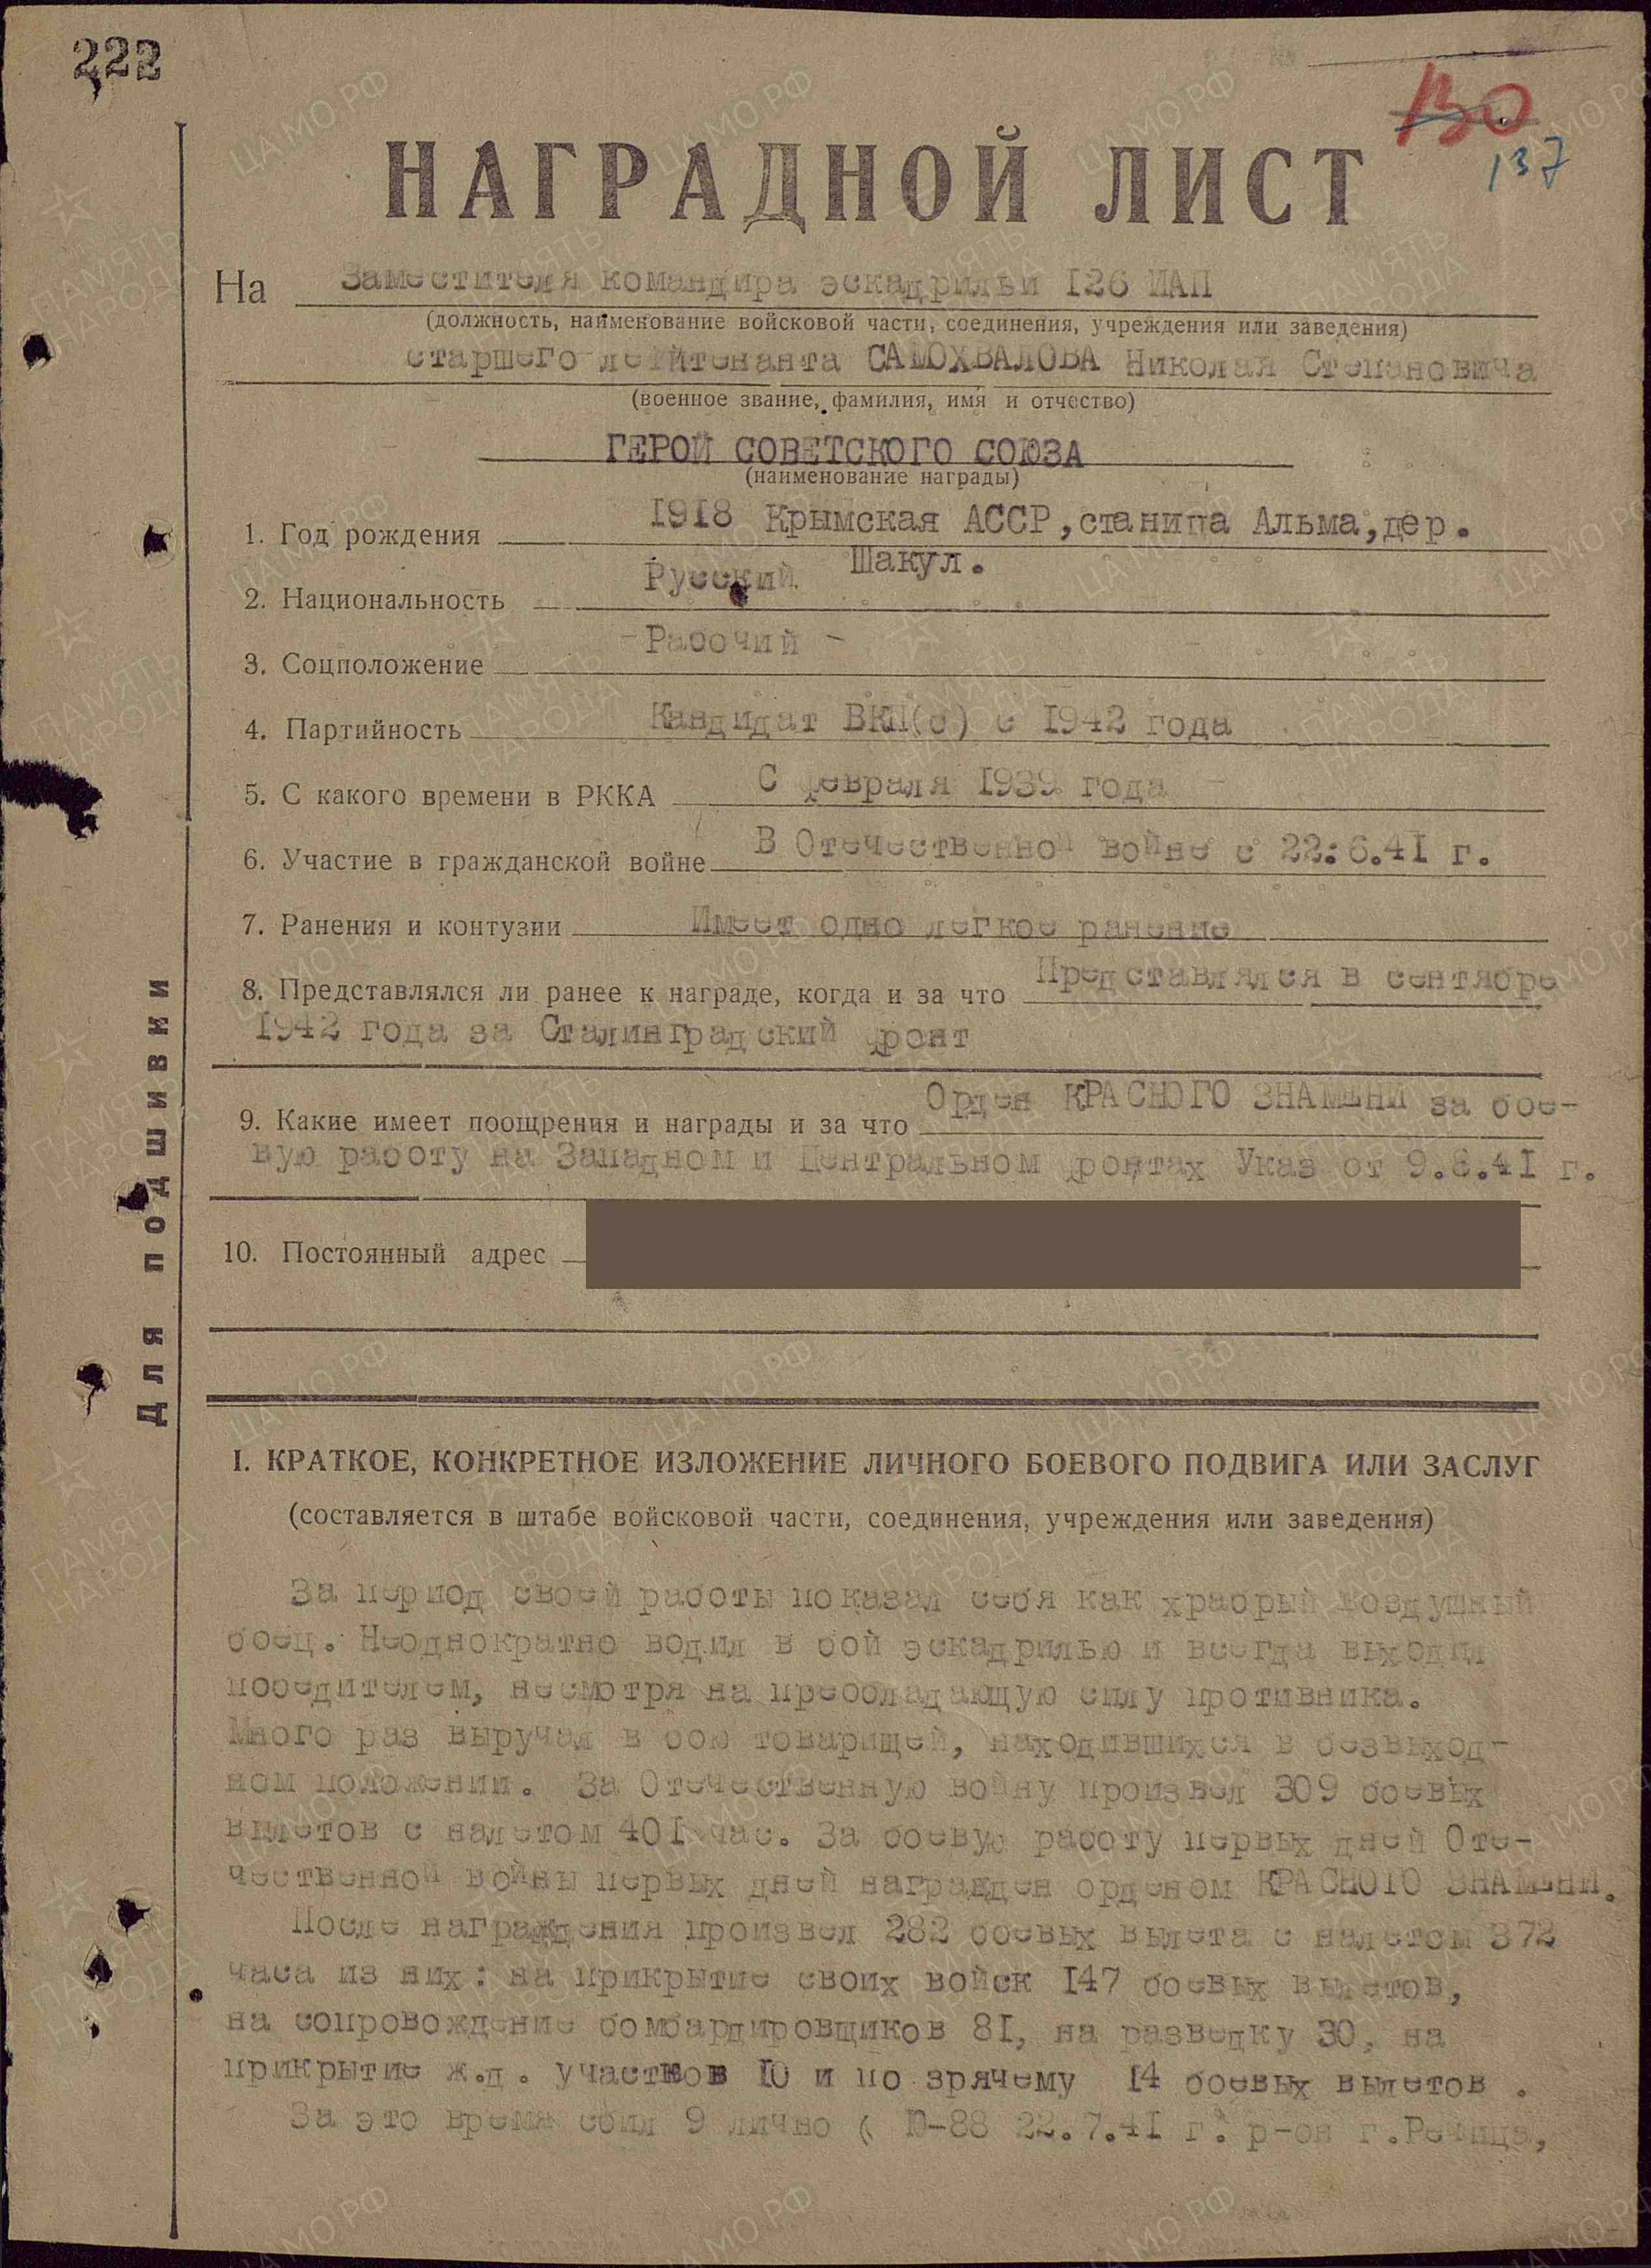 222
130
137
НАГРАДНОЙ ЛИСТ
На Заместителя командира эскадрильи 126 ИАП
(должность, наименование войсковой части, соединения, учреждения или заведения)
старшего лейтенанта САМОХВАЛОВА Николая Степановича
(военное звание, фамилия, имя и отчество)
ГЕРОЙ СОВЕТСКОГО СОЮЗА
(наименование награды)
1. Год рождения 1918 Крымская АССР, станица Альма, дер.
Шакул.
2. Национальность Русский
3. Соцположение - Рабочий -
4. Партийность Кандидат ВКП(б) с 1942 года
5. С какого времени в РККА С февраля 1939 года
6. Участие в гражданской войне В Отечественной войне с 22.6.41 г.
7. Ранения и контузии Имеет одно легкое ранение
8. Представлялся ли ранее к награде, когда и за что Представлялся в сентябре
1942 года за Сталинградский фронт
9. Какие имеет поощрения и награды и за что Орден КРАСНОГО ЗНАМЕНИ за бое-
вую работу на Западном и Центральном фронтах Указ от 9.8.41 г.
10. Постоянный адрес
Для подшивки
I. КРАТКОЕ, КОНКРЕТНОЕ ИЗЛОЖЕНИЕ ЛИЧНОГО БОЕВОГО ПОДВИГА ИЛИ ЗАСЛУГ
(составляется в штабе войсковой части, соединения, учреждения или заведения)
За период своей работы показал себя как храбрый воздушный
боец. Неоднократно водил в бой эскадрилью и всегда выходил
победителем, несмотря на преобладающую силу противника.
Много раз выручал в бою товарищей, находившихся в безвыход-
ном положении. За Отечественную войну произвел 309 боевых
вылетов с налетом 401 час. За боевую работу первых дней Оте-
чественной войны первых дней награжден орденом КРАСНОГО ЗНАМЕНИ.
После награждения произвел 282 боевых вылета с налетом 372
часа из них: на прикрытие своих войск 147 боевых вылетов,
на сопровождение бомбардировщиков 81, на разведку 30, на
прикрытие ж.д. участков 10 и по зрячему 14 боевых вылетов .
За это время сбил 9 лично ( Ю-88 22.7.41 г. р-он г.Речица,
ЦАМО РФ
ПАМЯТЬ НАРОДА